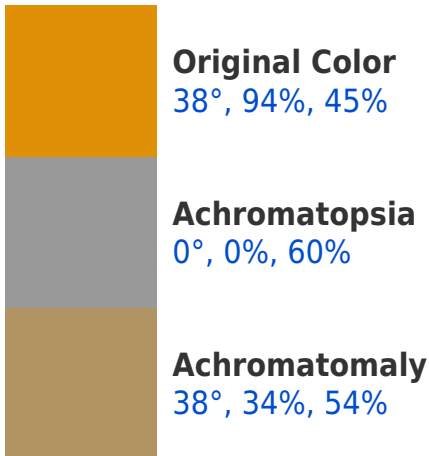 Original Color
38°, 94%, 45%
Achromatopsia
0°, 0%, 60%
Achromatomaly
38°, 34%, 54%